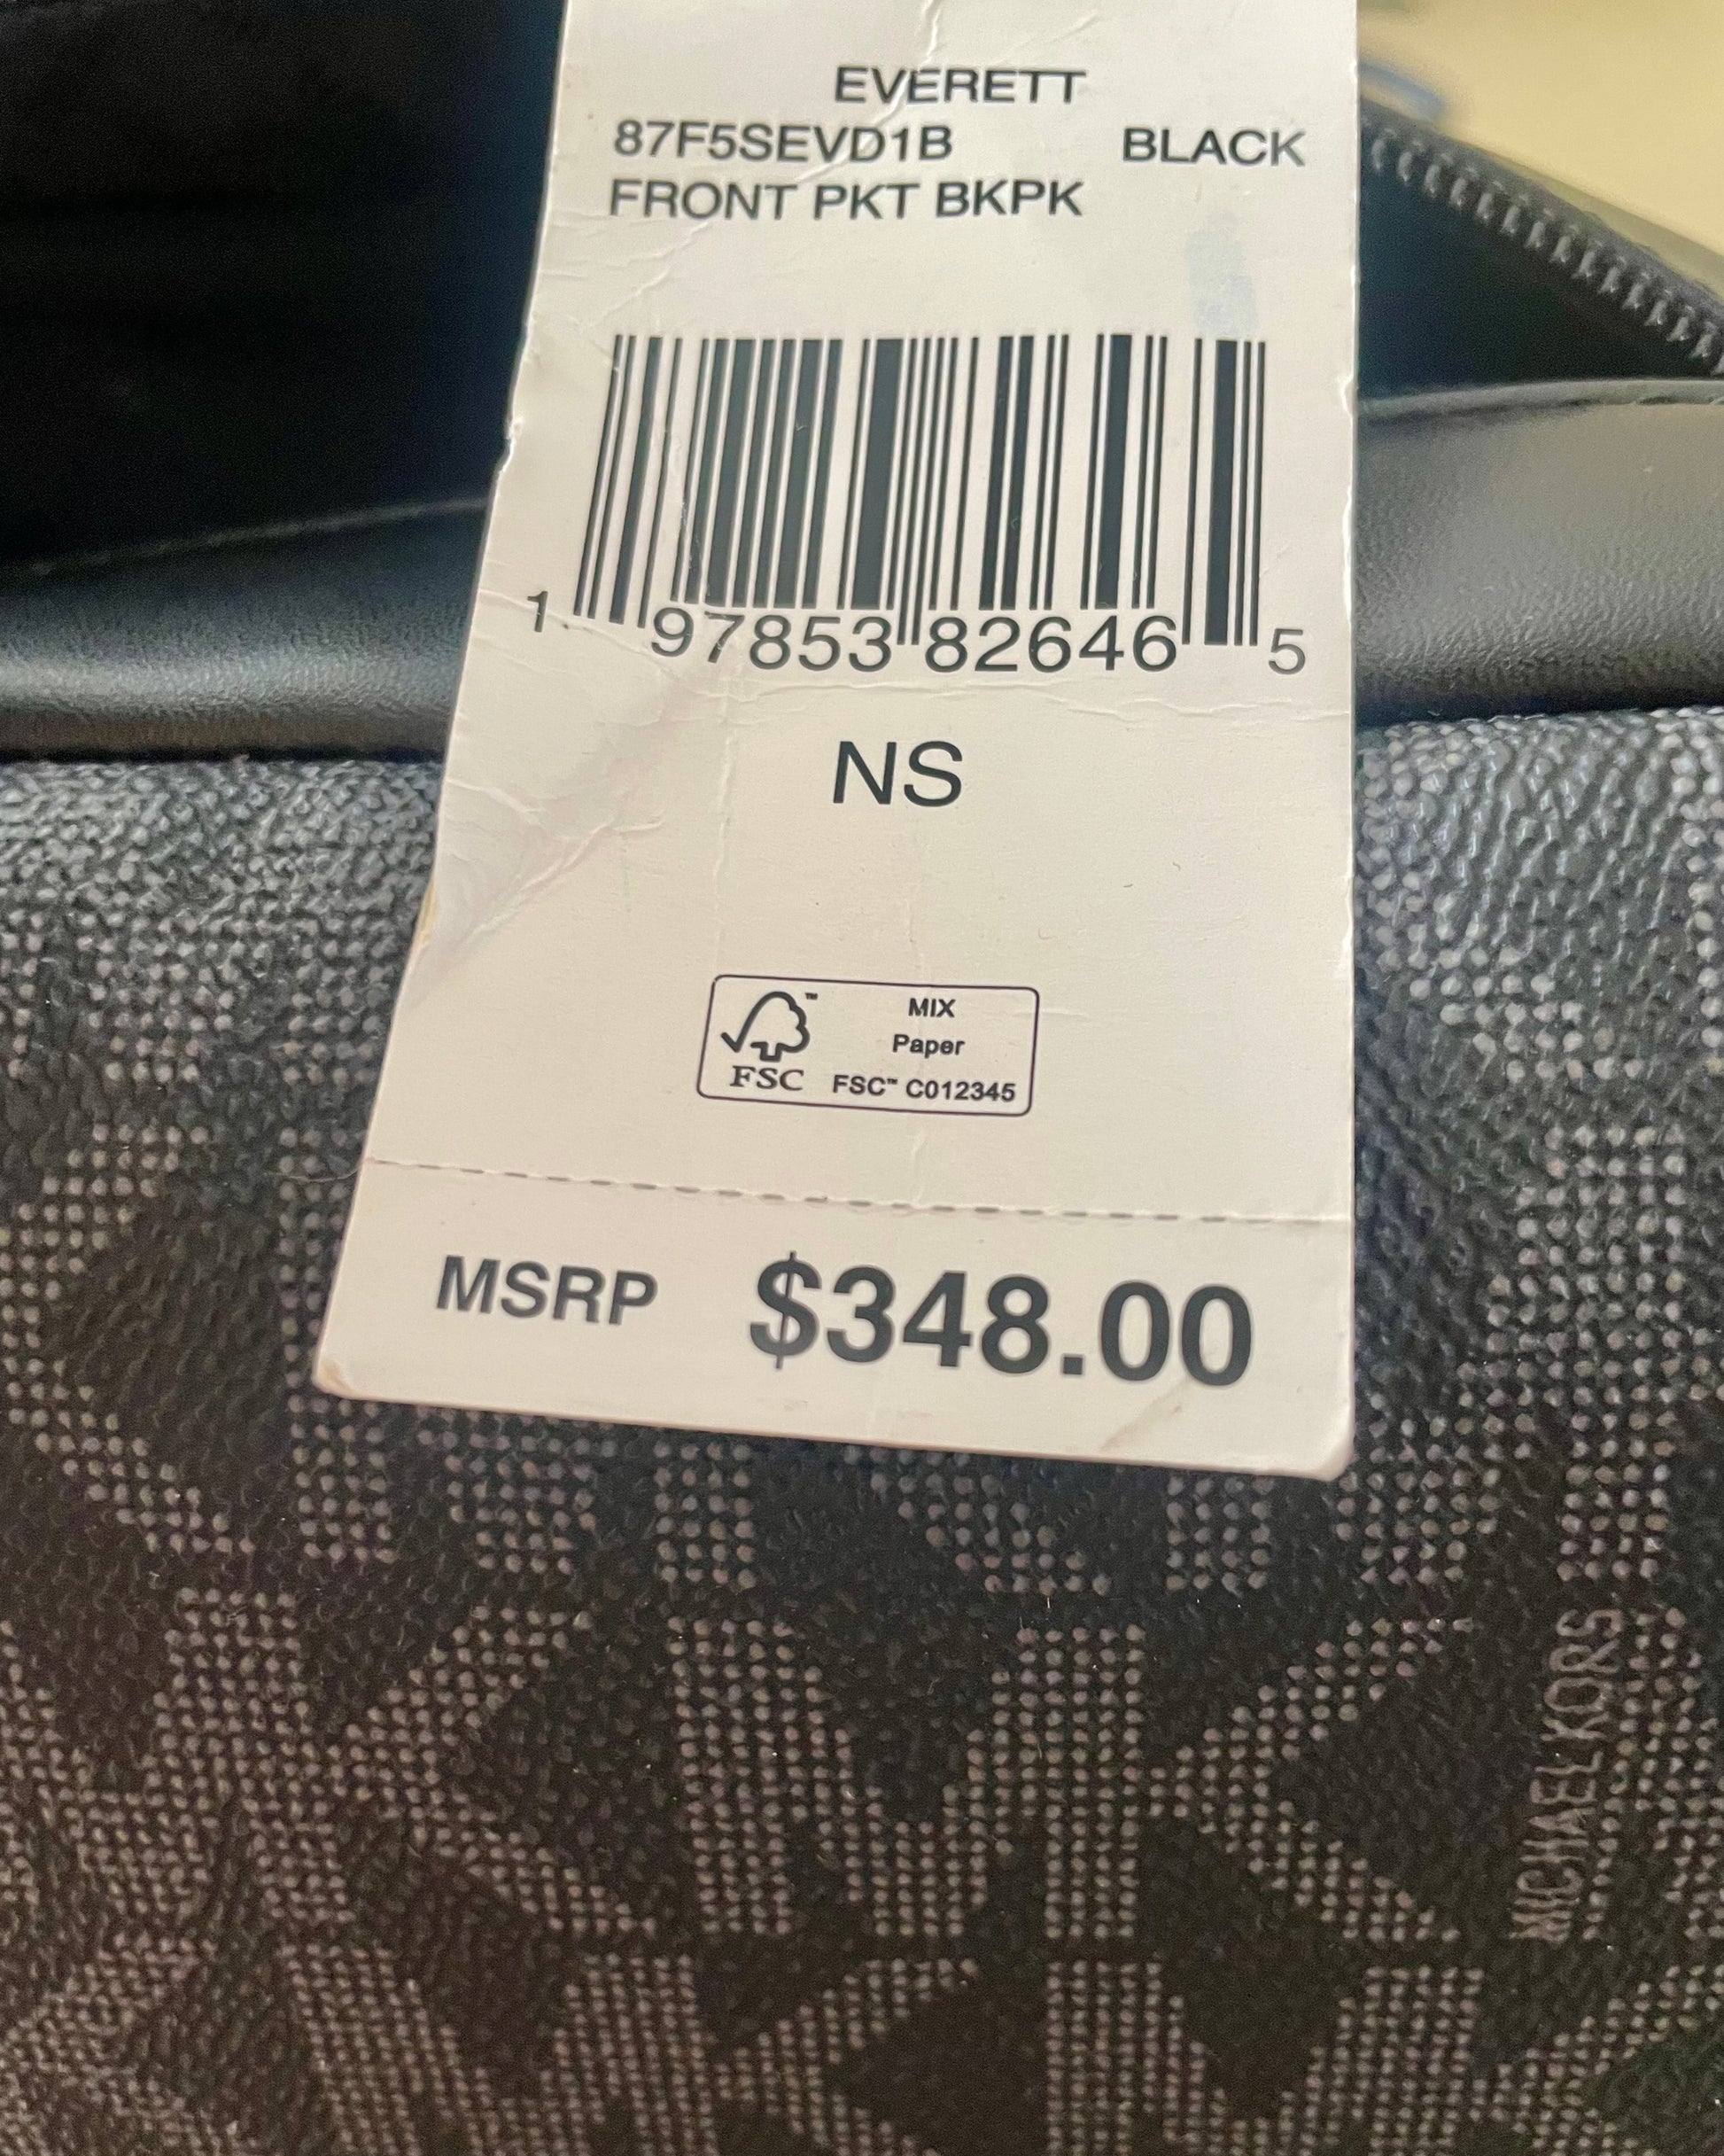 EVERETT
87F5SEVD1B BLACK
FRONT PKT BKPK
1 97853 82646 5
NS
FSC
MIX
Paper
FSC™ C012345
MSRP $348.00
MICHAEL KORS